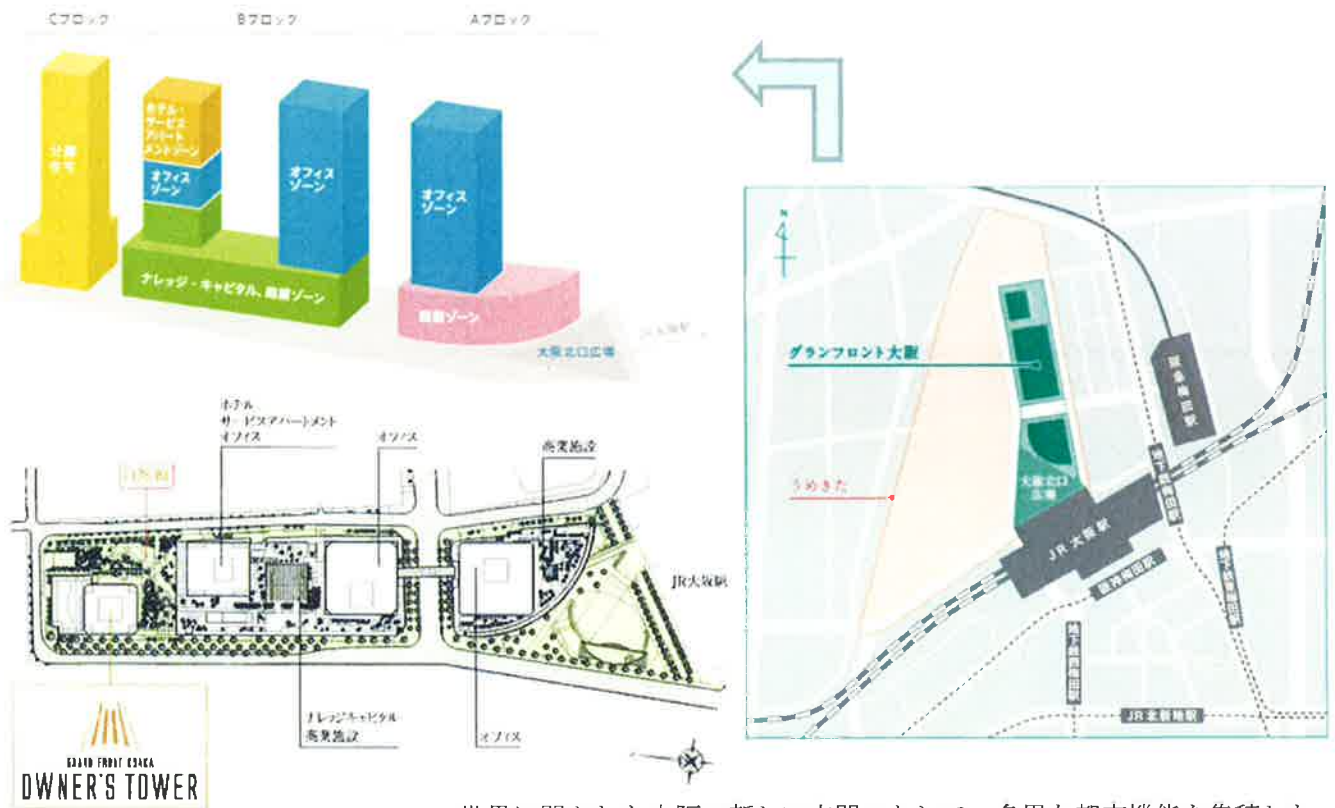 Cブロック
Bブロック
Aブロック
分譲
住宅
ホテル・
サービス
アパート
メントゾーン
オフィス
ゾーン
オフィス
ゾーン
オフィス
ゾーン
ナレッジ・キャピタル、商業ゾーン
商業ゾーン
大阪北口広場
JR大阪駅
N
グランフロント大阪
うめきた
大阪北口
広場
JR大阪駅
阪急梅田駅
阪神梅田駅
地下鉄梅田駅
地下鉄西梅田駅
JR北新地駅
ホテル
サービスアパートメント
オフィス
オフィス
商業施設
JR大阪駅
ナレッジキャピタル
商業施設
オフィス
GRAND FRONT OSAKA
OWNER'S TOWER